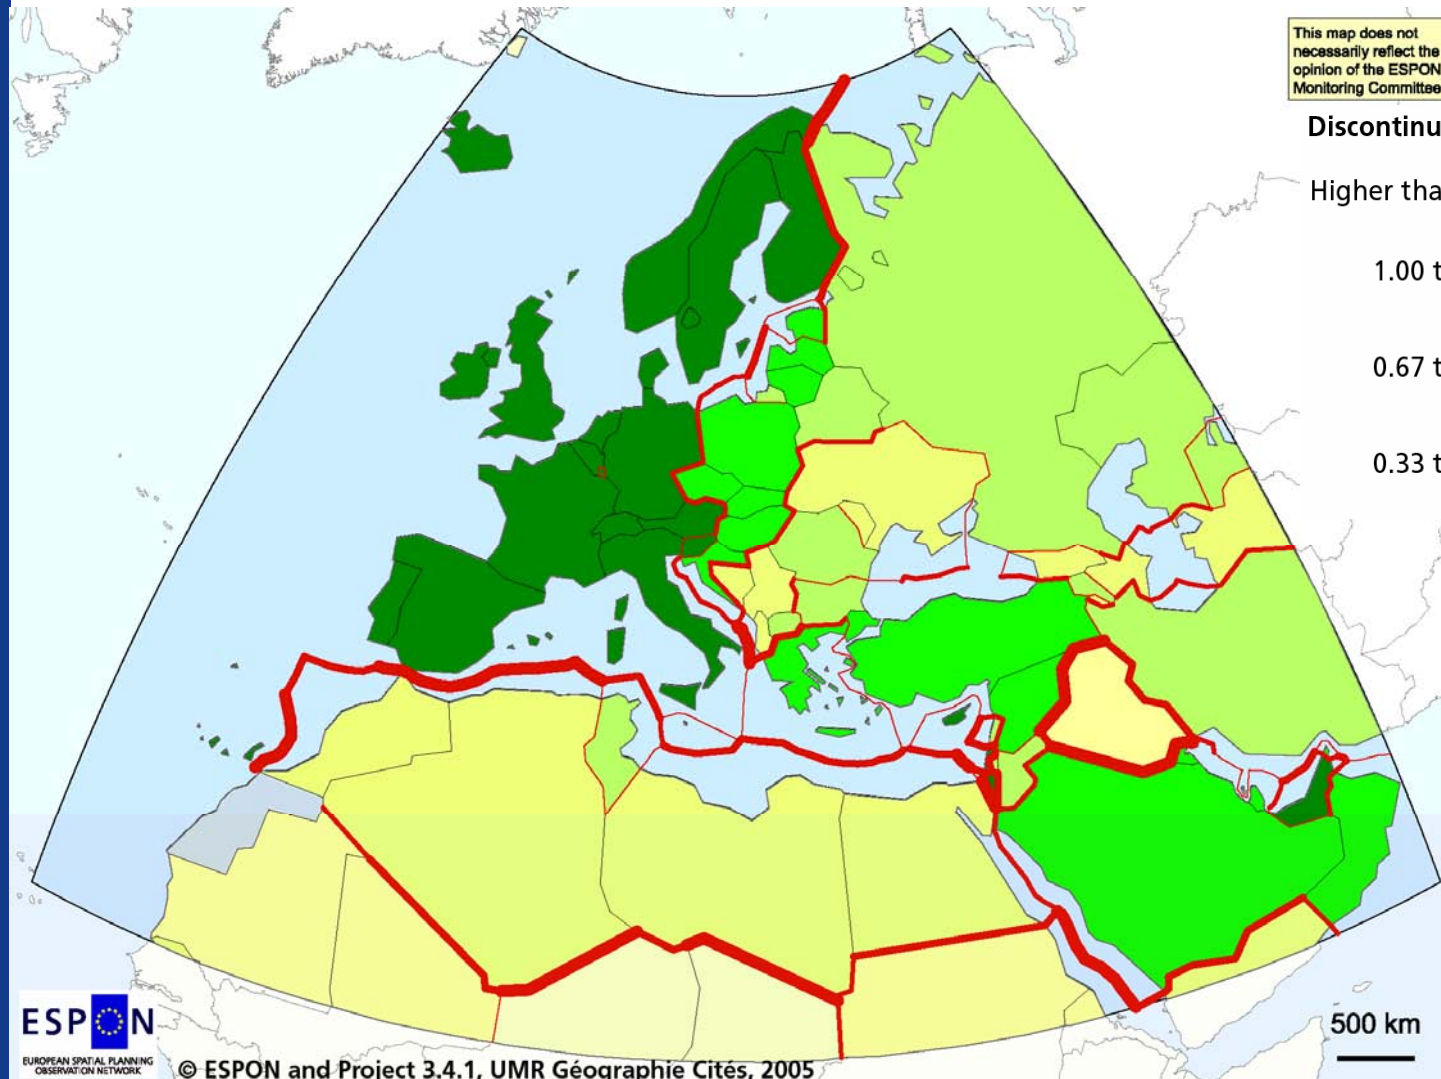 This map does not
necessarily reflect the
opinion of the ESPON
Monitoring Committee
Discontinu
Higher tha
1.00 t
0.67 t
0.33 t
500 km
ESPON
EUROPEAN SPATIAL PLANNING
OBSERVATION NETWORK
© ESPON and Project 3.4.1, UMR Géographie Cités, 2005